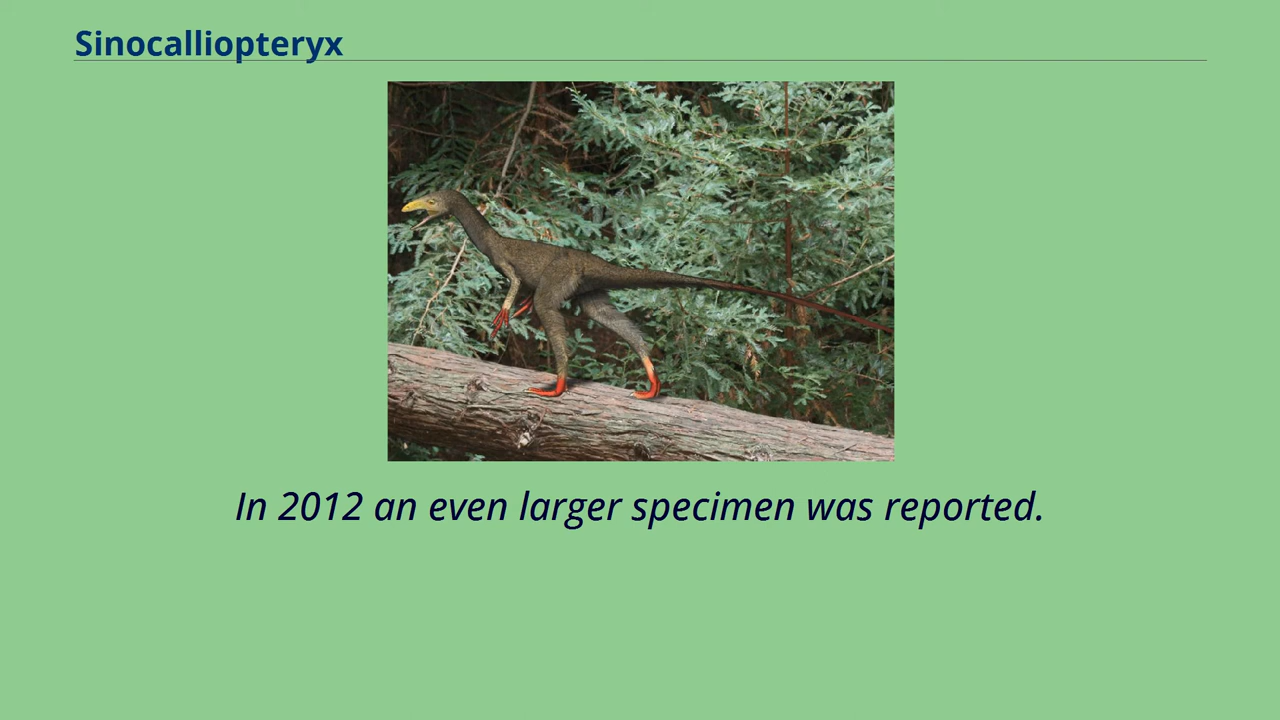 Sinocalliopteryx
In 2012 an even larger specimen was reported.